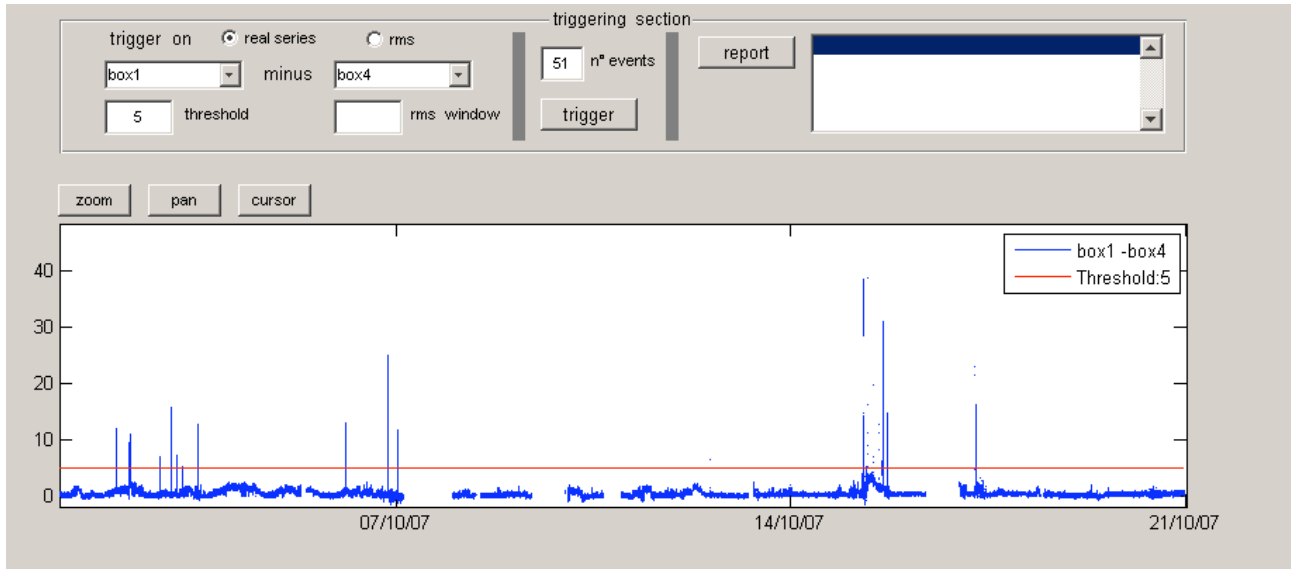 triggering section
trigger on real series rms
box1 minus box4
5 threshold rms window
51 n° events
trigger
report
zoom pan cursor
box1 -box4
Threshold:5
40
30
20
10
0
07/10/07 14/10/07 21/10/07